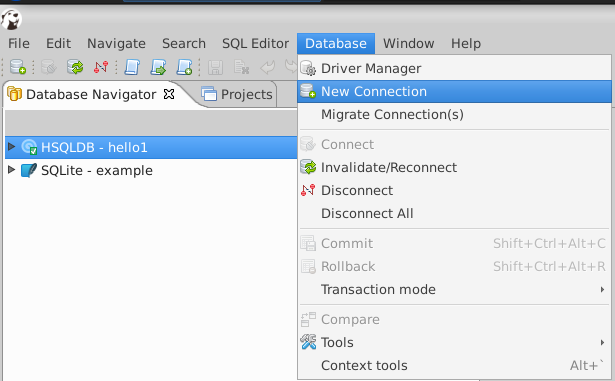 File Edit Navigate Search SQL Editor Database Window Help
Database Navigator Projects
HSQLDB - hello1
SQLite - example
Driver Manager
New Connection
Migrate Connection(s)
Connect
Invalidate/Reconnect
Disconnect
Disconnect All
Commit Shift+Ctrl+Alt+C
Rollback Shift+Ctrl+Alt+R
Transaction mode
Compare
Tools
Context tools Alt+`